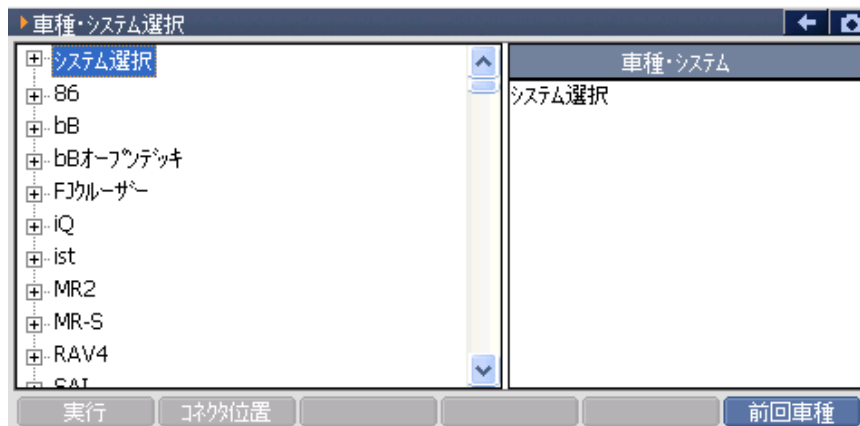 車種・システム選択
システム選択
86
bB
bBｵｰﾌﾟﾝﾃﾞｯｷ
FJｸﾙｰｻﾞｰ
iQ
ist
MR2
MR-S
RAV4
SAI
車種・システム
システム選択
実行
ｺﾈｸﾀ位置
前回車種